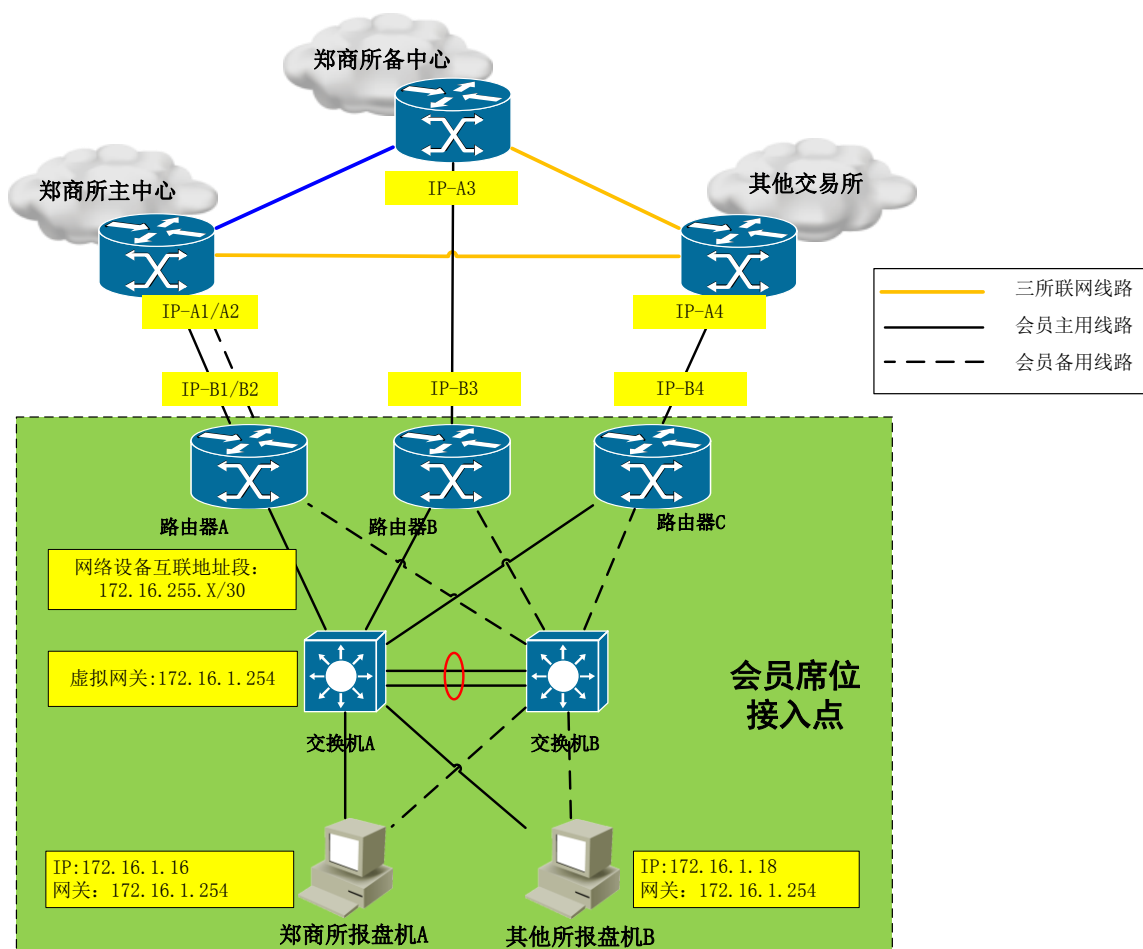 郑商所备中心
IP-A3
郑商所主中心
其他交易所
IP-A1/A2
IP-A4
三所联网线路
会员主用线路
会员备用线路
IP-B1/B2
IP-B3
IP-B4
路由器A
路由器B
路由器C
网络设备互联地址段:
172.16.255.X/30
虚拟网关:172.16.1.254
会员席位
接入点
交换机A
交换机B
IP:172.16.1.16
网关: 172.16.1.254
IP:172.16.1.18
网关: 172.16.1.254
郑商所报盘机A
其他所报盘机B